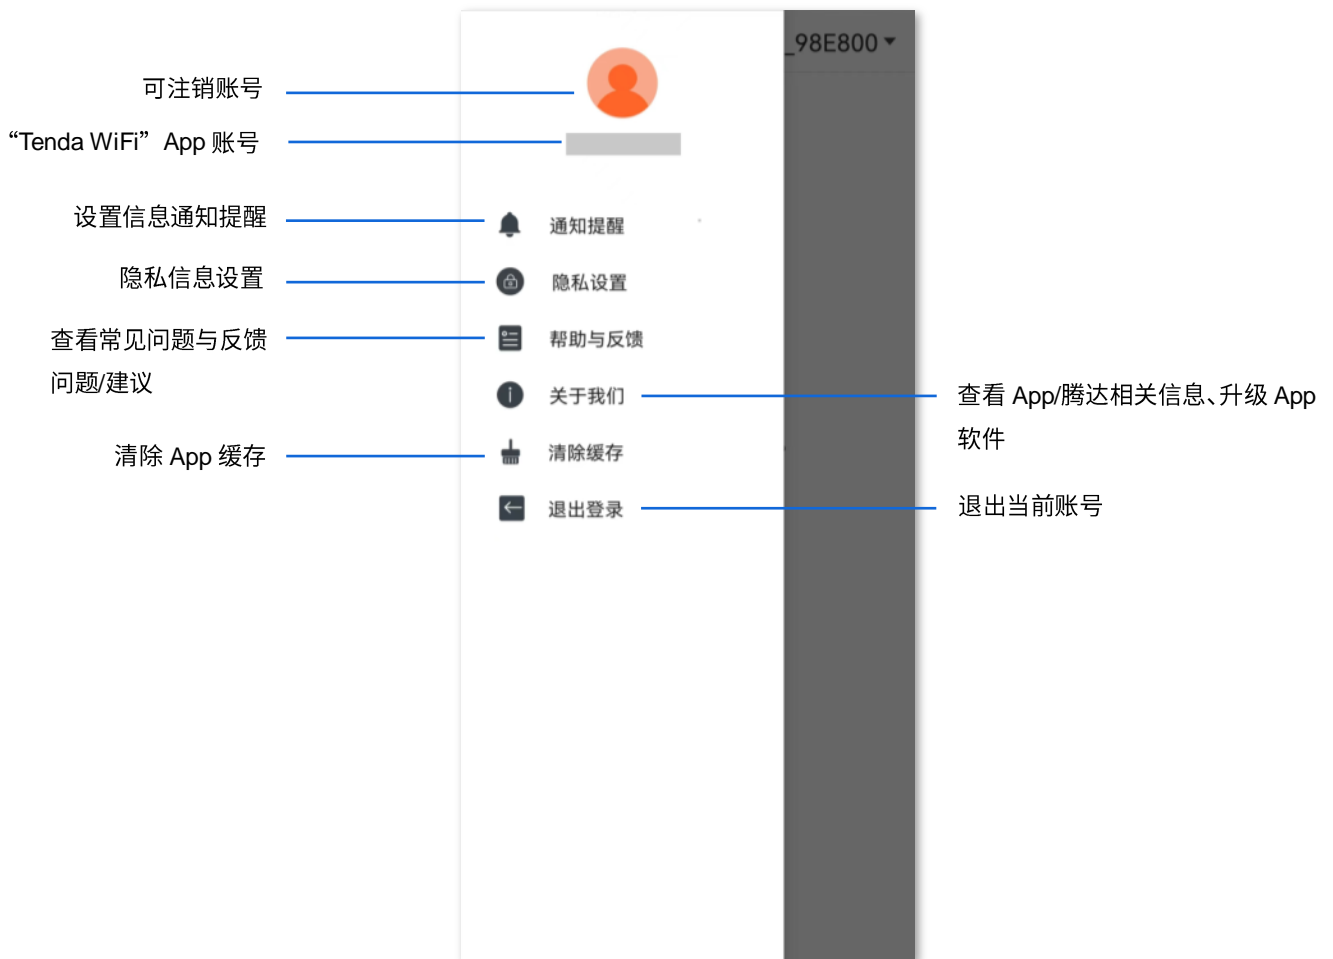 _98E800
可注销账号
“Tenda WiFi”App 账号
设置信息通知提醒
通知提醒
隐私信息设置
隐私设置
查看常见问题与反馈
问题/建议
帮助与反馈
关于我们
查看 App/腾达相关信息、升级 App
软件
清除 App 缓存
清除缓存
退出登录
退出当前账号